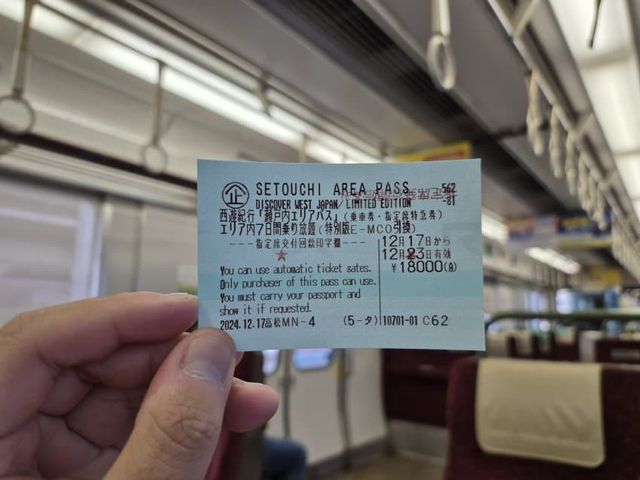 企 SETOUCHI AREA PASS 562
DISCOVER WEST JAPAN/LIMITED EDITION -81
西遊紀行「瀬戸内エリアパス」(乗車券・指定席特急券)
エリア内7日間乗り放題(特別版E-MCO引換)
---指定席交付回数印字欄---
12月17日から
12月23日有効
¥18000
You can use automatic ticket gates.
Only purchaser of this pass can use.
You must carry your passport and
show it if requested.
2024.12.17高松MN-4 (5-タ) 10701-01 C62